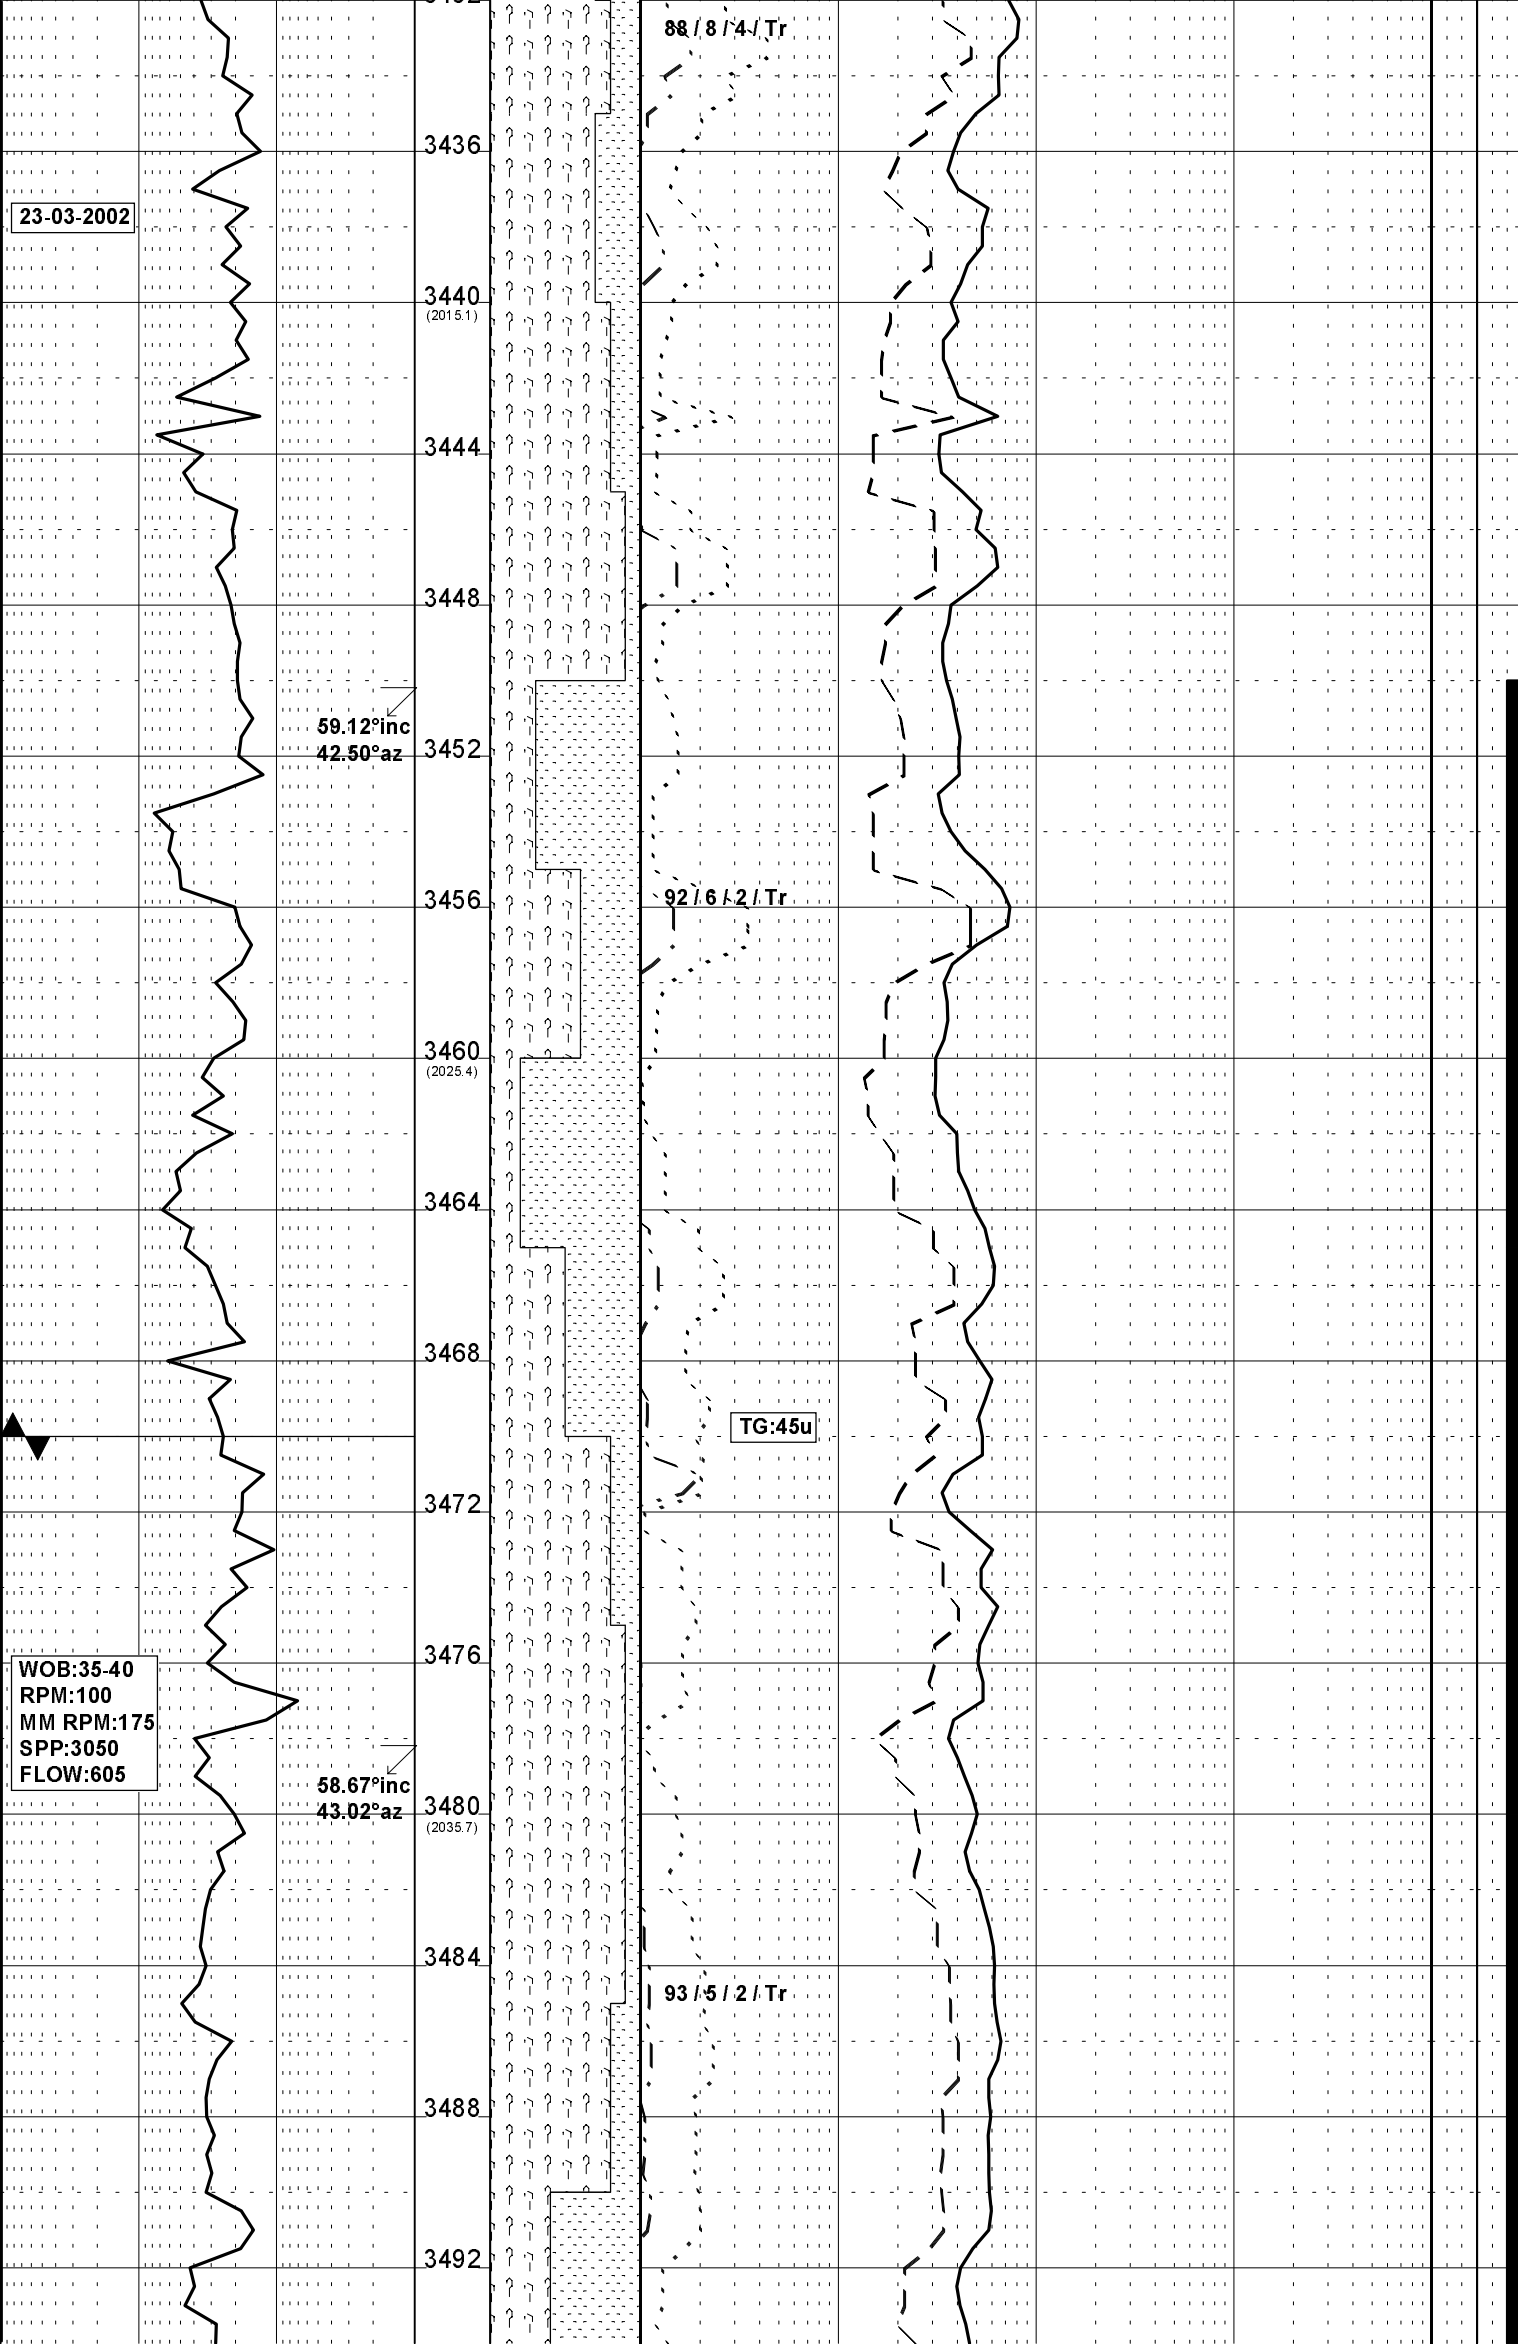 88 / 8 / 4 / Tr
3436
23-03-2002
3440
(2015.1)
3444
3448
59.12°inc
42.50°az
3452
92 / 6 / 2 / Tr
3456
3460
(2025.4)
3464
3468
TG:45u
3472
WOB:35-40
RPM:100
MM RPM:175
SPP:3050
FLOW:605
3476
58.67°inc
43.02°az
3480
(2035.7)
3484
93 / 5 / 2 / Tr
3488
3492